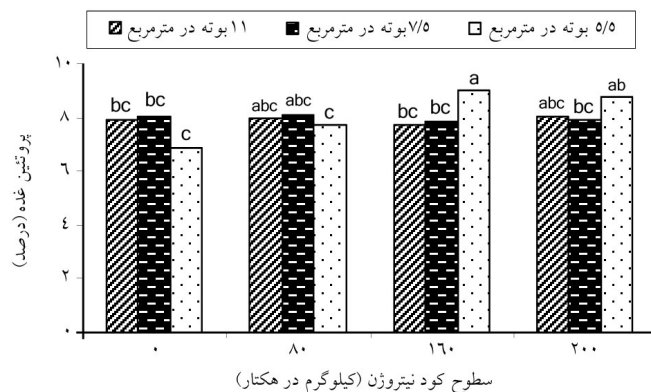 ۱۱بوته در مترمربع ۷/۵بوته در مترمربع ۵/۵ بوته در مترمربع
پروتئین غده (درصد)
۱۰
۸
۶
۴
۲
۰
bc bc c
abc abc c
bc bc a
abc bc ab
۰ ۸۰ ۱۶۰ ۲۰۰
سطوح کود نیتروژن (کیلوگرم در هکتار)